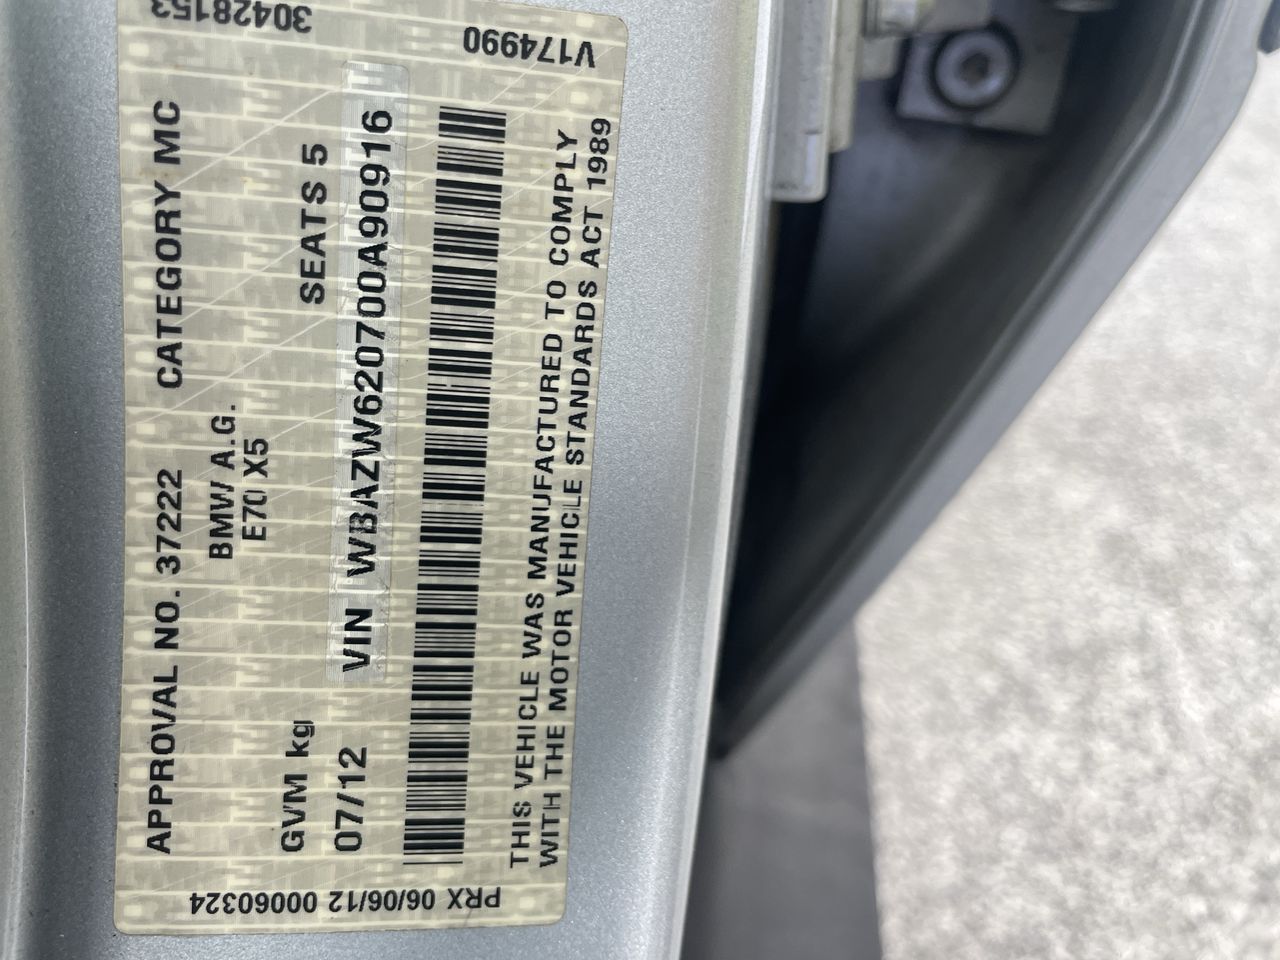 30428153
V174990
APPROVAL NO. 37222 CATEGORY MC
BMW A.G.
E70 X5
GVM kg SEATS 5
07/12 VIN WBAZW620700A90916
THIS VEHICLE WAS MANUFACTURED TO COMPLY
WITH THE MOTOR VEHICLE STANDARDS ACT 1989
PRX 06/06/12 00060324